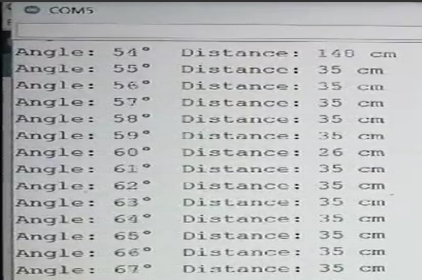 COM5
Angle: 54° Distance: 148 cm
Angle: 55° Distance: 35 cm
Angle: 56° Distance: 35 cm
Angle: 57° Distance: 35 cm
Angle: 58° Distance: 35 cm
Angle: 59° Distance: 35 cm
Angle: 60° Distance: 26 cm
Angle: 61° Distance: 35 cm
Angle: 62° Distance: 35 cm
Angle: 63° Distance: 35 cm
Angle: 64° Distance: 35 cm
Angle: 65° Distance: 35 cm
Angle: 66° Distance: 35 cm
Angle: 67° Distance: 35 cm